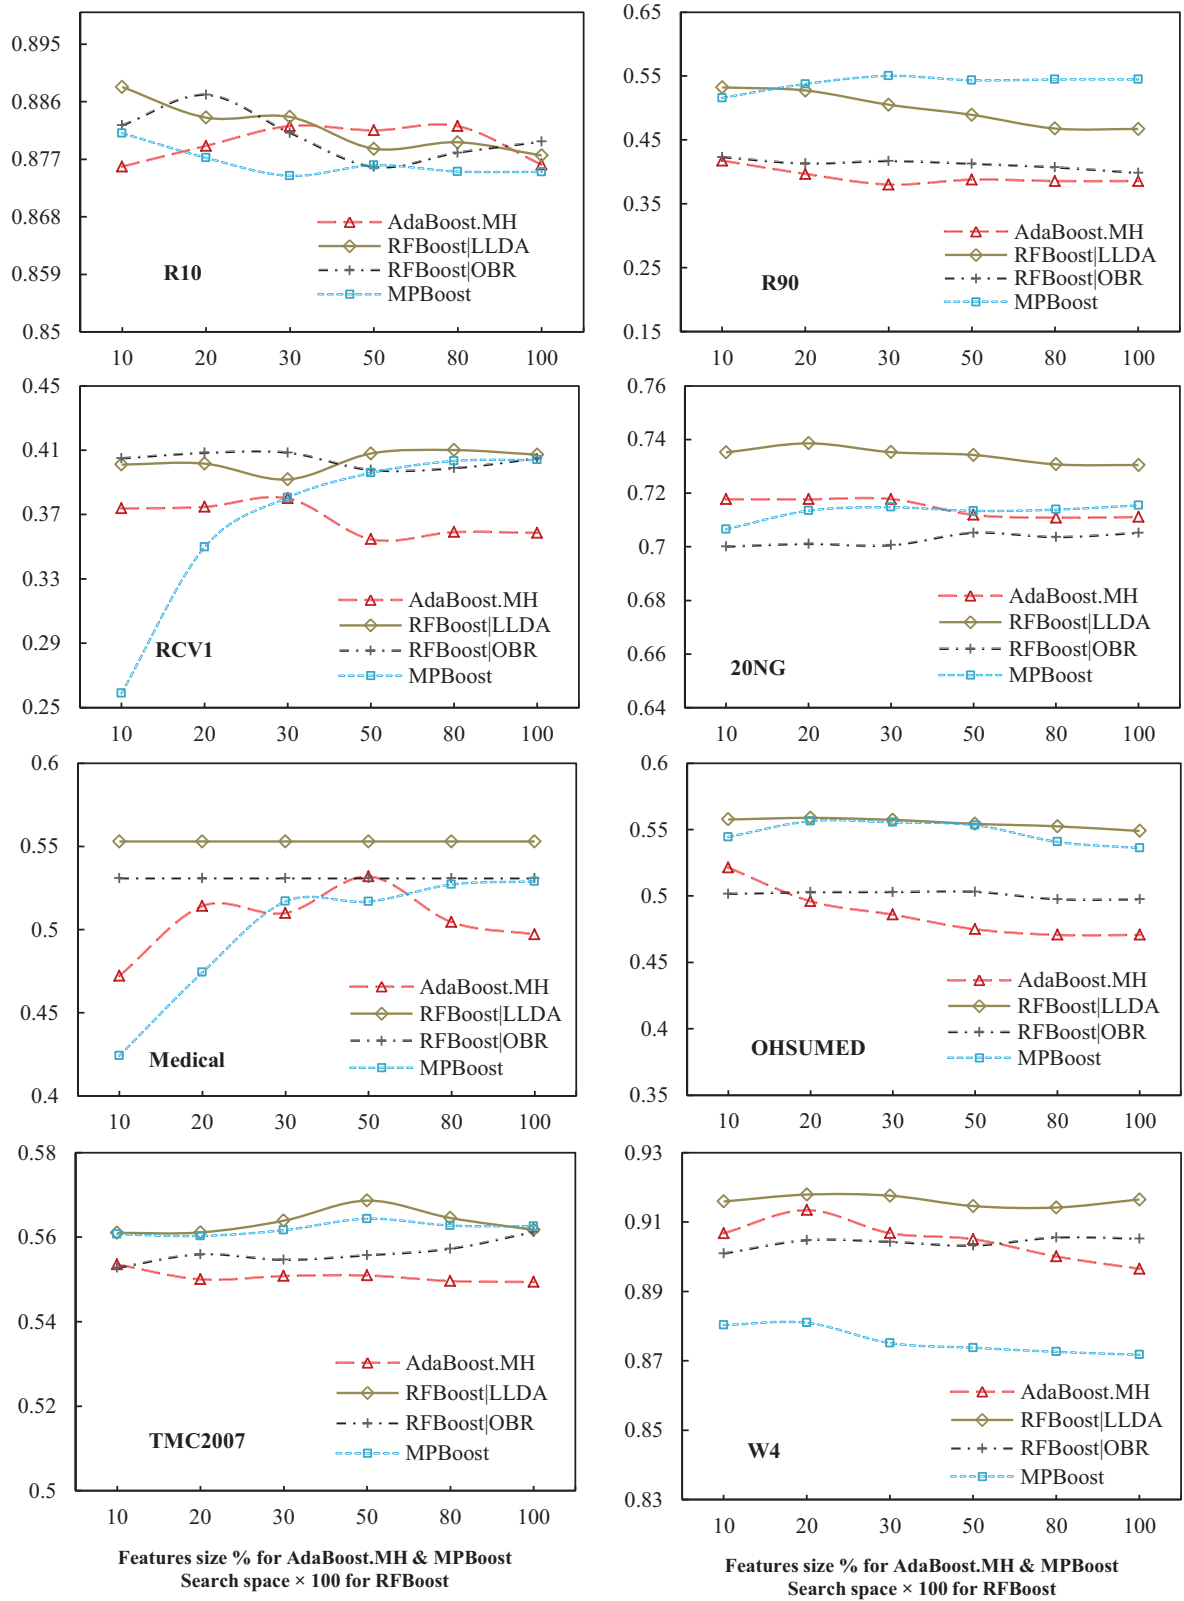 0.895
0.886
0.877
0.868
0.859
0.85
AdaBoost.MH
RFBoost|LLDA
RFBoost|OBR
MPBoost
R10
10 20 30 50 80 100
0.65
0.55
0.45
0.35
0.25
0.15
AdaBoost.MH
RFBoost|LLDA
RFBoost|OBR
MPBoost
R90
10 20 30 50 80 100
0.45
0.41
0.37
0.33
0.29
0.25
AdaBoost.MH
RFBoost|LLDA
RFBoost|OBR
MPBoost
RCV1
10 20 30 50 80 100
0.76
0.74
0.72
0.7
0.68
0.66
0.64
AdaBoost.MH
RFBoost|LLDA
RFBoost|OBR
MPBoost
20NG
10 20 30 50 80 100
0.6
0.55
0.5
0.45
0.4
AdaBoost.MH
RFBoost|LLDA
RFBoost|OBR
MPBoost
Medical
10 20 30 50 80 100
0.6
0.55
0.5
0.45
0.4
0.35
AdaBoost.MH
RFBoost|LLDA
RFBoost|OBR
MPBoost
OHSUMED
10 20 30 50 80 100
0.58
0.56
0.54
0.52
0.5
AdaBoost.MH
RFBoost|LLDA
RFBoost|OBR
MPBoost
TMC2007
10 20 30 50 80 100
Features size % for AdaBoost.MH & MPBoost
Search space × 100 for RFBoost
0.93
0.91
0.89
0.87
0.85
0.83
AdaBoost.MH
RFBoost|LLDA
RFBoost|OBR
MPBoost
W4
10 20 30 50 80 100
Features size % for AdaBoost.MH & MPBoost
Search space × 100 for RFBoost